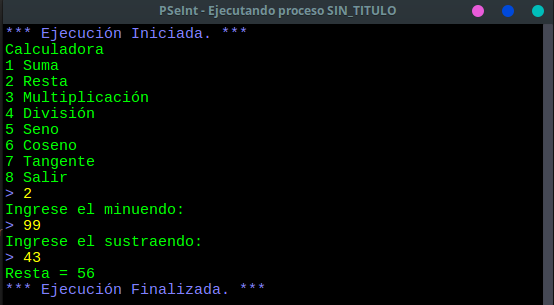 PSeInt - Ejecutando proceso SIN_TITULO
*** Ejecución Iniciada. ***
Calculadora
1 Suma
2 Resta
3 Multiplicación
4 División
5 Seno
6 Coseno
7 Tangente
8 Salir
> 2
Ingrese el minuendo:
> 99
Ingrese el sustraendo:
> 43
Resta = 56
*** Ejecución Finalizada. ***